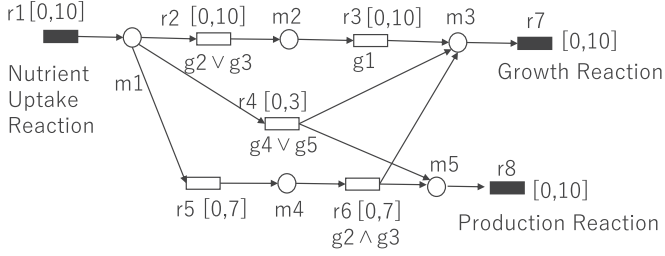 r1[0,10]
r2 [0,10]
m2
r3 [0,10]
m3
r7
[0,10]
g2∨g3
g1
Growth Reaction
Nutrient
Uptake
Reaction
m1
r4 [0,3]
g4∨g5
m5
r8
[0,10]
r5 [0,7]
m4
r6 [0,7]
g2∧g3
Production Reaction